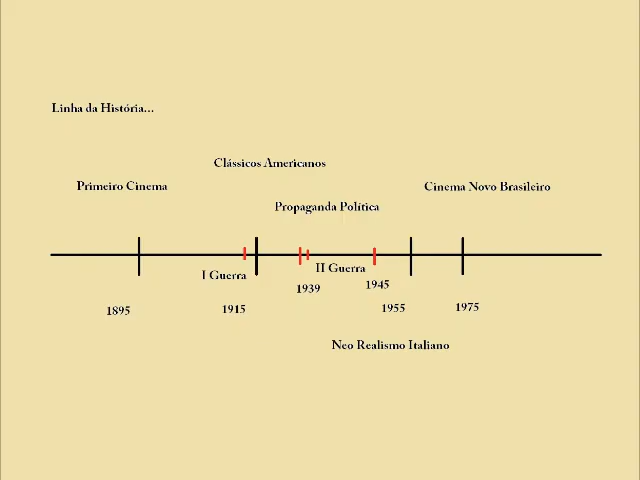 Linha da História...
Clássicos Americanos
Primeiro Cinema
Cinema Novo Brasileiro
Propaganda Política
I Guerra
II Guerra
1939
1945
1895
1915
1955
1975
Neo Realismo Italiano